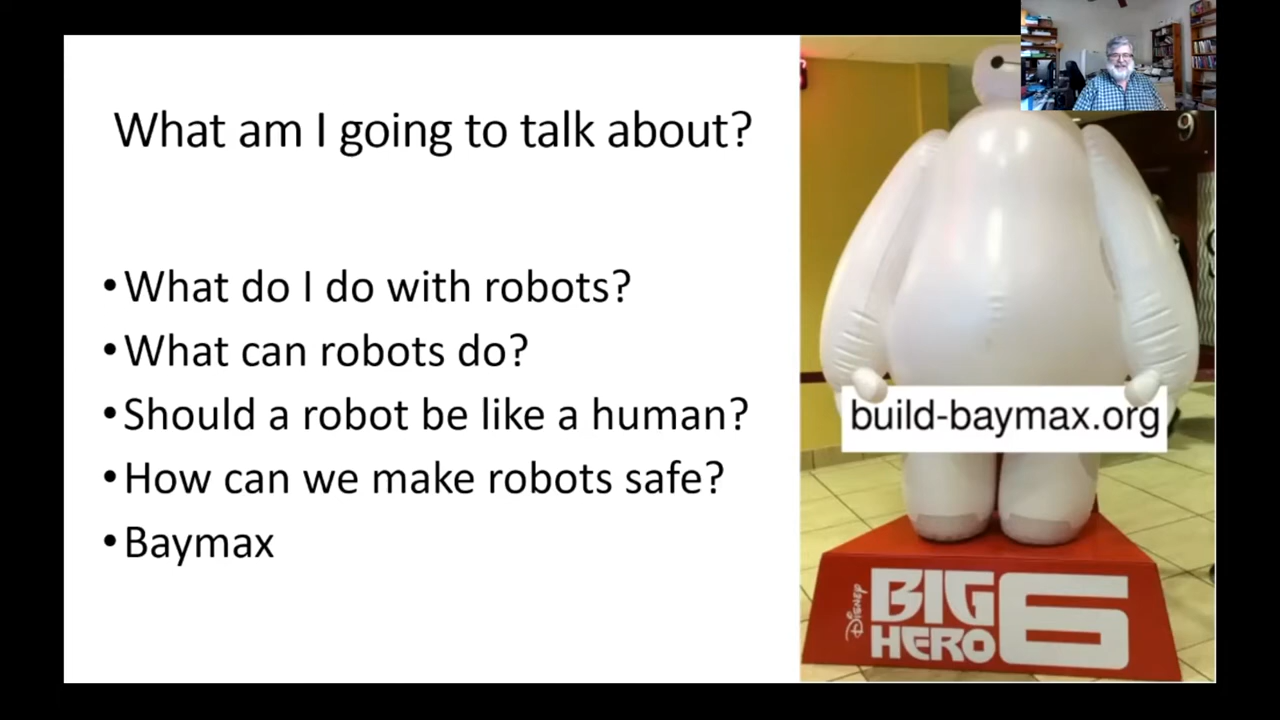 What am I going to talk about?
•What do I do with robots?
•What can robots do?
•Should a robot be like a human?
•How can we make robots safe?
•Baymax
9
build-baymax.org
Disney
BIG
HERO
6